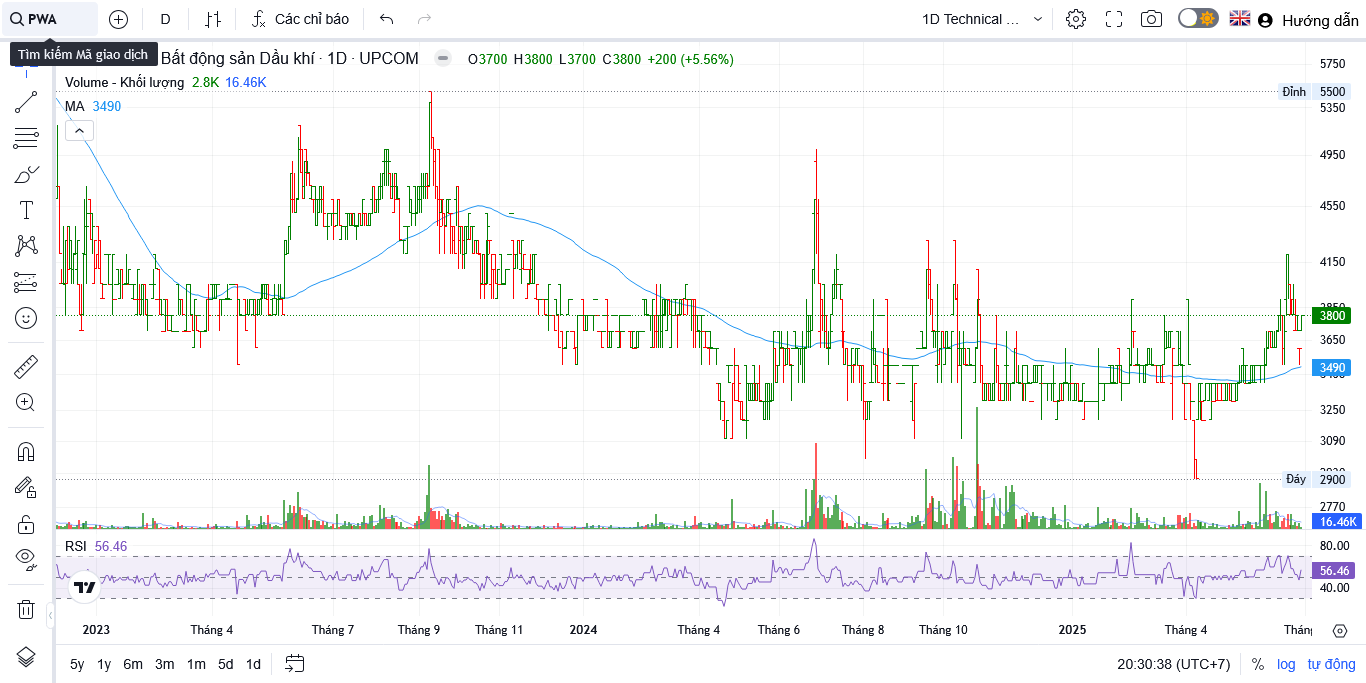 PWA
D
Các chỉ báo
1D Technical ...
Hướng dẫn
Tìm kiếm Mã giao dịch
Bất động sản Dầu khí · 1D · UPCOM
O3700 H3800 L3700 C3800 +200 (+5.56%)
Volume - Khối lượng 2.8K 16.46K
MA 3490
5750
Đỉnh 5500
5350
4950
4550
4150
3850
3800
3650
3490
3250
3090
Đáy 2900
2770
16.46K
RSI 56.46
80.00
56.46
40.00
2023 Tháng 4 Tháng 7 Tháng 9 Tháng 11 2024 Tháng 4 Tháng 6 Tháng 8 Tháng 10 2025 Tháng 4
5y 1y 6m 3m 1m 5d 1d
20:30:38 (UTC+7) % log tự động